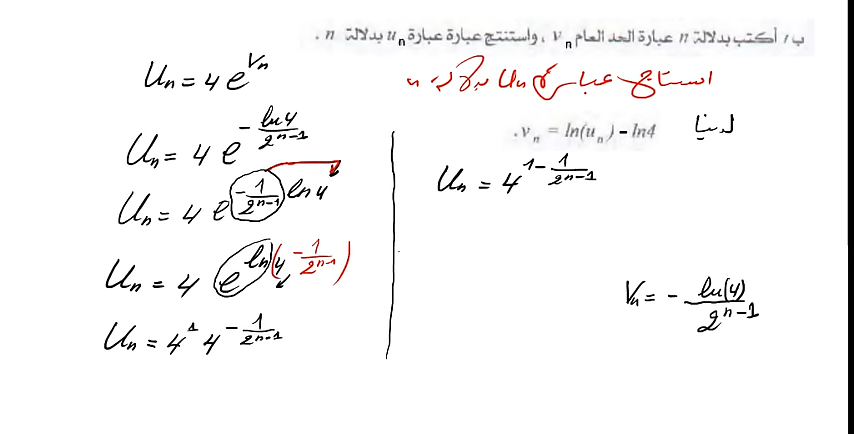 ب / أكتب بدلالة n عبارة الحد العام vₙ ، واستنتج عبارة عبارة uₙ بدلالة n .
استنتاج عبارة Uₙ بدلالة n
لدينا
.vₙ = ln(uₙ) – ln4
Uₙ = 4 e^(Vₙ)
Uₙ = 4 e^(-ln4/2^(n-1))
Uₙ = 4 e^(-1/2^(n-1) ln4)
Uₙ = 4 e^(ln(4^(-1/2^(n-1))))
Uₙ = 4^1 4^(-1/2^(n-1))
Uₙ = 4^(1-1/2^(n-1))
Vₙ = - ln(4)/2^(n-1)